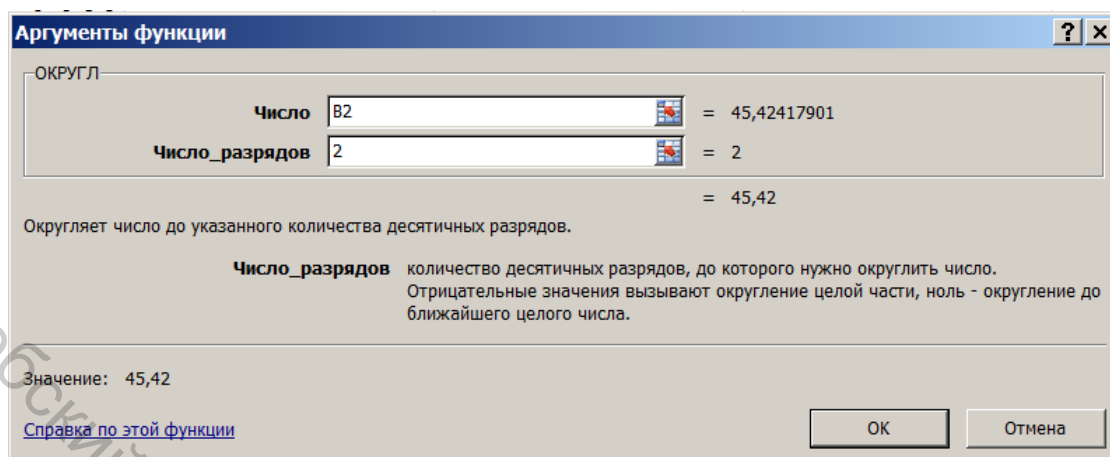 Аргументы функции
? ×
ОКРУГЛ
Число B2 = 45,42417901
Число_разрядов 2 = 2
= 45,42
Округляет число до указанного количества десятичных разрядов.
Число_разрядов количество десятичных разрядов, до которого нужно округлить число.
Отрицательные значения вызывают округление целой части, ноль - округление до
ближайшего целого числа.
Значение: 45,42
Справка по этой функции
ОК Отмена